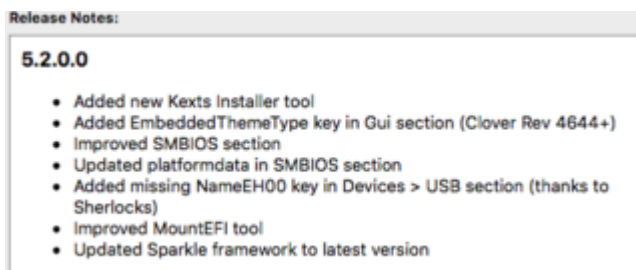 Release Notes:
5.2.0.0
• Added new Kexts Installer tool
• Added EmbeddedThemeType key in Gui section (Clover Rev 4644+)
• Improved SMBIOS section
• Updated platformdata in SMBIOS section
• Added missing NameEH00 key in Devices > USB section (thanks to
Sherlocks)
• Improved MountEFI tool
• Updated Sparkle framework to latest version